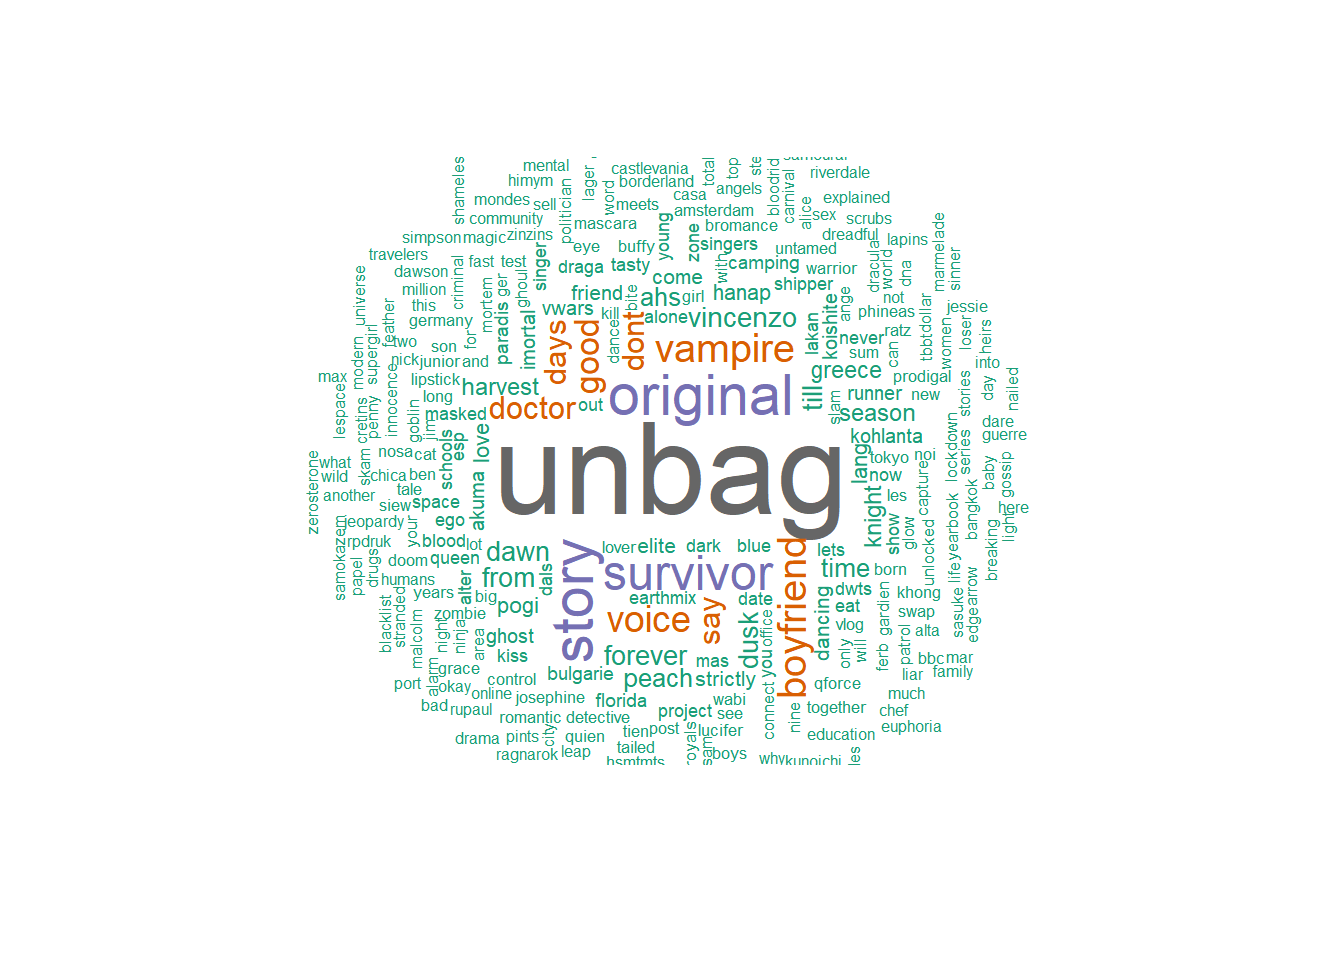 mental
castlevania
total
top
ste
samurai
riverdale
shameles
himym
lager
borderland
casa
angels
bloodrid
carnival
explained
mondes
sell
politician
word
meets
amsterdam
alice
sex
scrubs
community
zinzins
mascara
young
zone
bromance
dreadful
lapins
marmelade
simpson
magic
eye
buffy
singers
untamed
dracula
world
dna
sinner
travelers
fast
test
singer
draga
tasty
come
with
camping
warrior
universe
dawson
criminal
ger
ghoul
friend
bite
ahs
girl
hanap
shipper
ange
not
million
this
feather
mortem
paradis
imortal
vwars
kill
alone
vincenzo
lakan
koishite
phineas
dollar
jessie
germany
for
days
good
dance
dont
vampire
never
ratz
tbbt
women
loser
heirs
modern
supergirl
two
son
nick
junior
and
sum
can
into
max
lipstick
harvest
original
till
greece
prodigal
day
nailed
lespacex
cretins
penny
innocence
long
masked
doctor
out
slam
runner
new
stories
dare
goblin
jim
season
guerre
nosa
cat
schools
esp
love
unbag
kohlanta
lockdown
series
what
skam
chica
ben
lang
tokyo
noi
baby
gossip
zerosterone
wild
tale
now
capture
another
siew
space
akuma
knight
les
yearbook
bangkok
here
jeopardy
your
ego
show
glow
light
samokazem
rpdruk
blood
lot
story
lover
elite
dark
blue
boyfriend
lets
unlocked
life
breaking
papel
drugs
doom
queen
dawn
survivor
time
born
humans
alter
from
dals
dwts
khong
sasuke
edgearrow
years
big
pogi
earthmix
date
eat
swap
blacklist
stranded
zombie
voice
say
office
dancing
vlog
gardien
alta
malcolm
night
ninja
area
ghost
dusk
you
only
will
patrol
kiss
forever
mas
ferb
bbc
mar
alarm
grace
control
bulgarie
peach
strictly
qforce
liar
family
port
okay
online
josephine
florida
wabi
connect
nine
together
much
bad
rupaul
romantic
detective
project
see
chef
city
tien
post
royals
lucifer
education
euphoria
drama
pints
quien
tailed
sam
boys
why
ragnarok
leap
hsmtmts
kunoichi
les